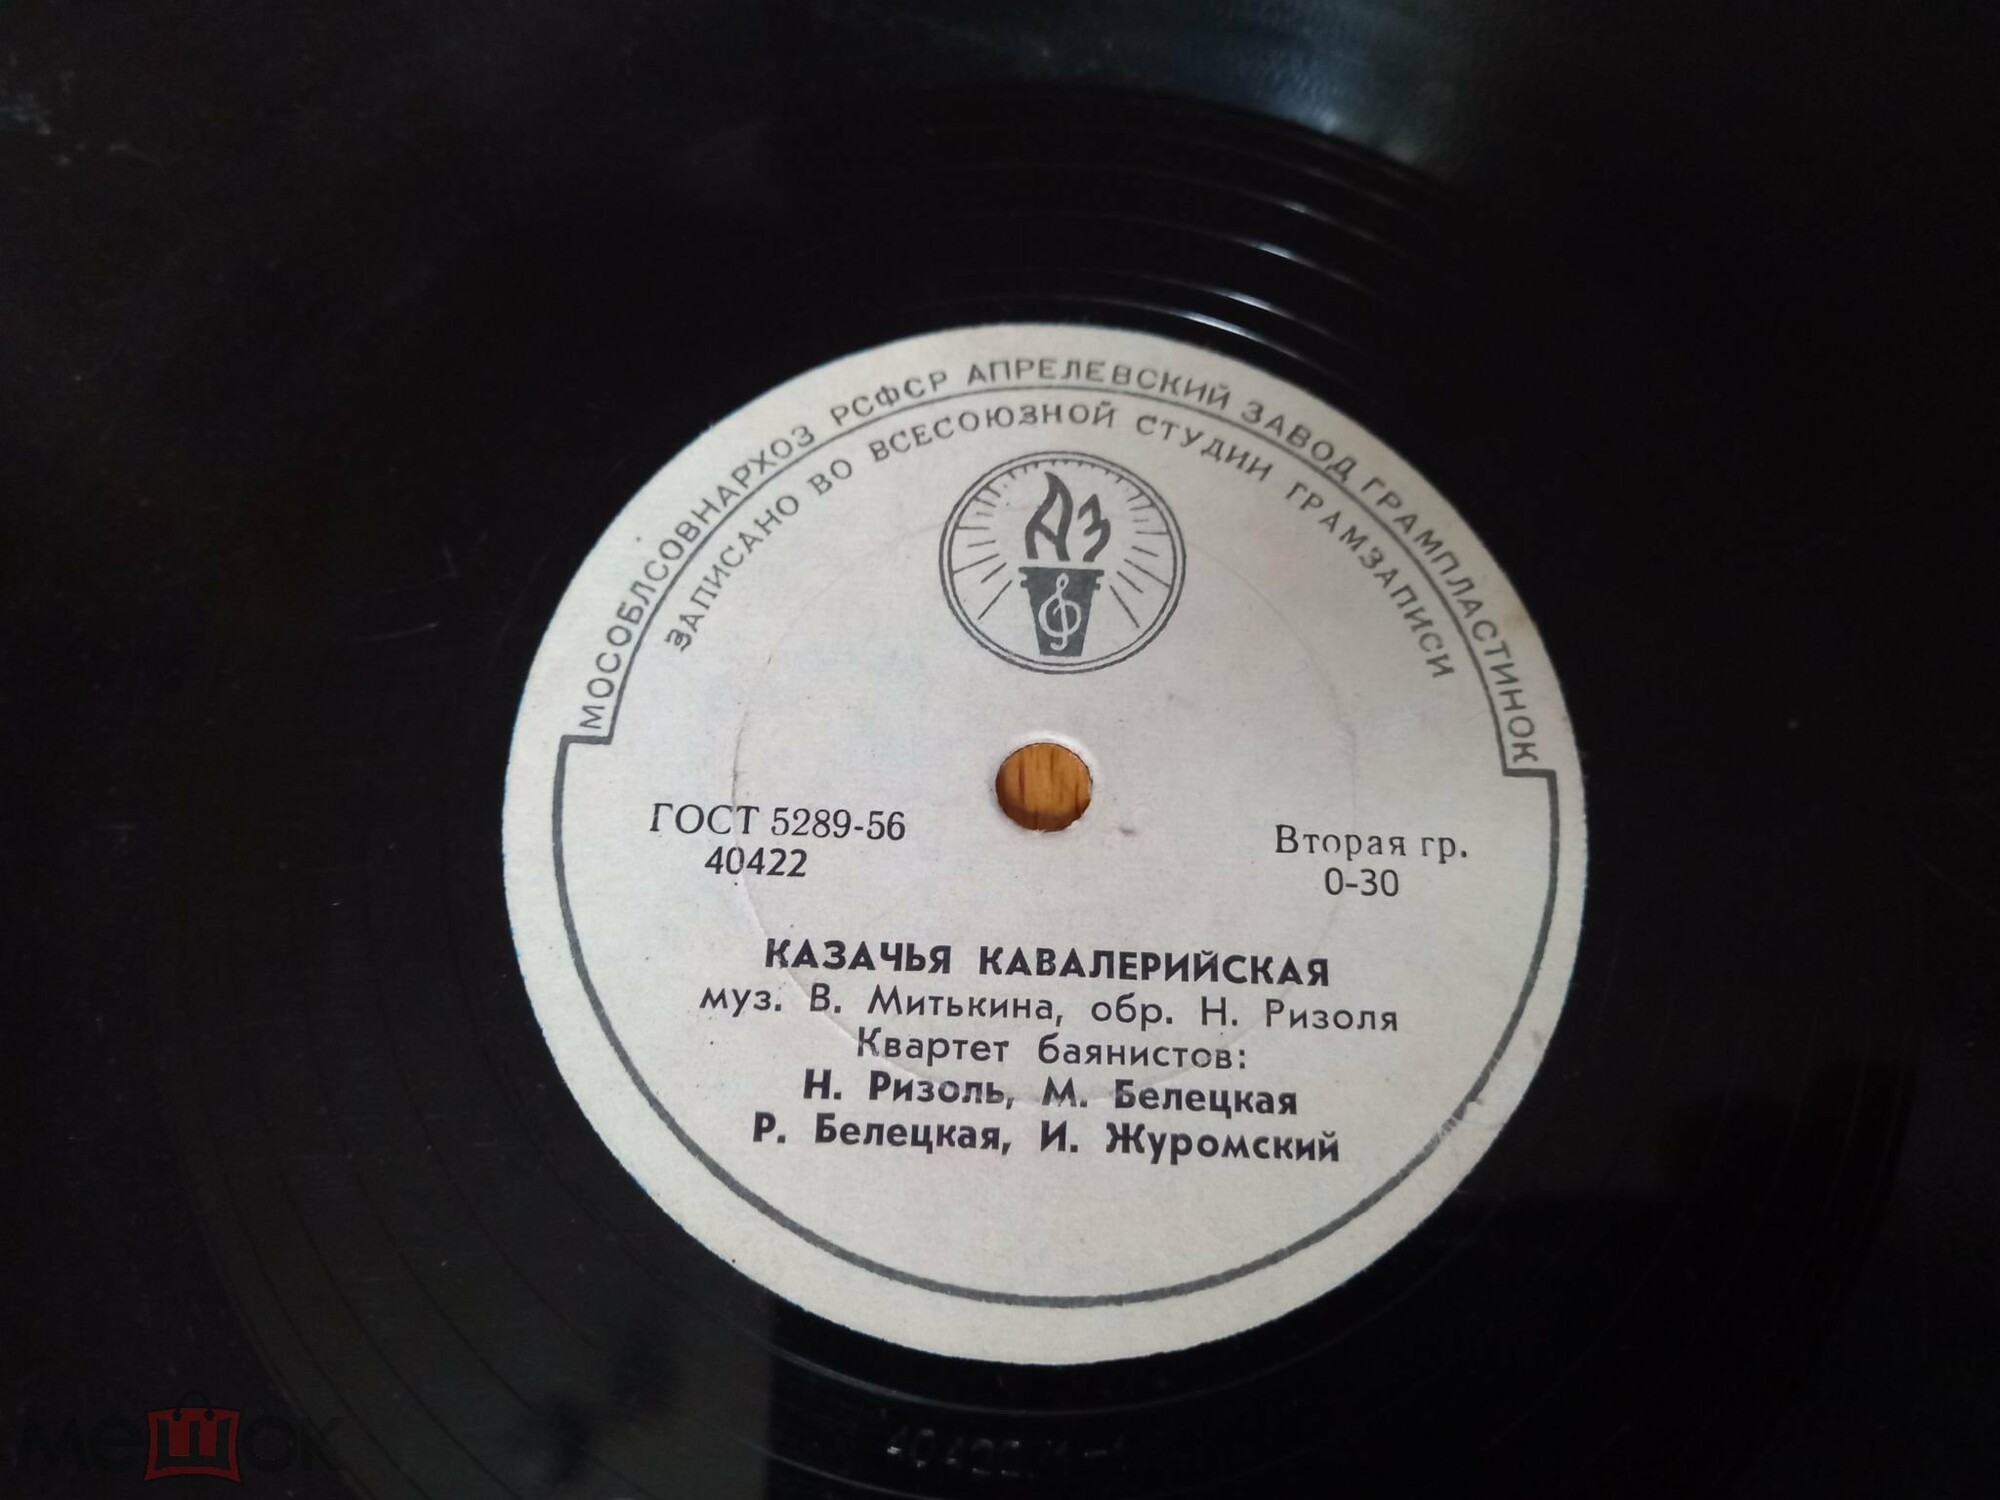 МОСОБЛСОВНАРХОЗ РСФСР АПРЕЛЕВСКИЙ ЗАВОД ГРАМПЛАСТИНОК
ЗАПИСАНО ВО ВСЕСОЮЗНОЙ СТУДИИ ГРАМЗАПИСИ
АЗ
ГОСТ 5289-56
40422
Вторая гр.
0-30
КАЗАЧЬЯ КАВАЛЕРИЙСКАЯ
муз. В. Митькина, обр. Н. Ризоля
Квартет баянистов:
Н. Ризоль, М. Белецкая
Р. Белецкая, И. Журомский
мешок